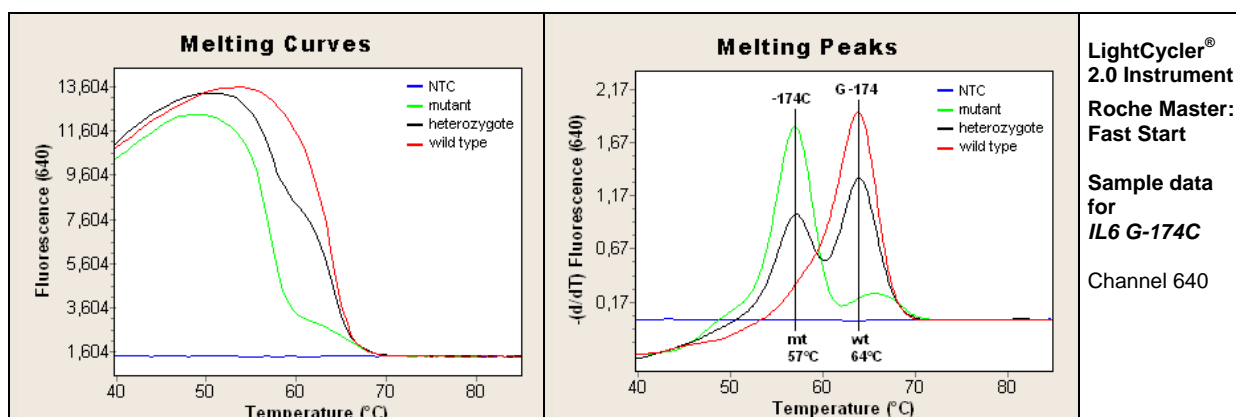 Melting Curves
13,604
11,604
9,604
7,604
5,604
3,604
1,604
Fluorescence (640)
NTC
mutant
heterozygote
wild type
40 50 60 70 80
Temperature (°C)
Melting Peaks
2,17
1,67
1,17
0,67
0,17
-(d/dT) Fluorescence (640)
-174C
G -174
NTC
mutant
heterozygote
wild type
mt
57°C
wt
64°C
40 50 60 70 80
Temperature (°C)
LightCycler®
2.0 Instrument
Roche Master:
Fast Start
Sample data
for
IL6 G-174C
Channel 640